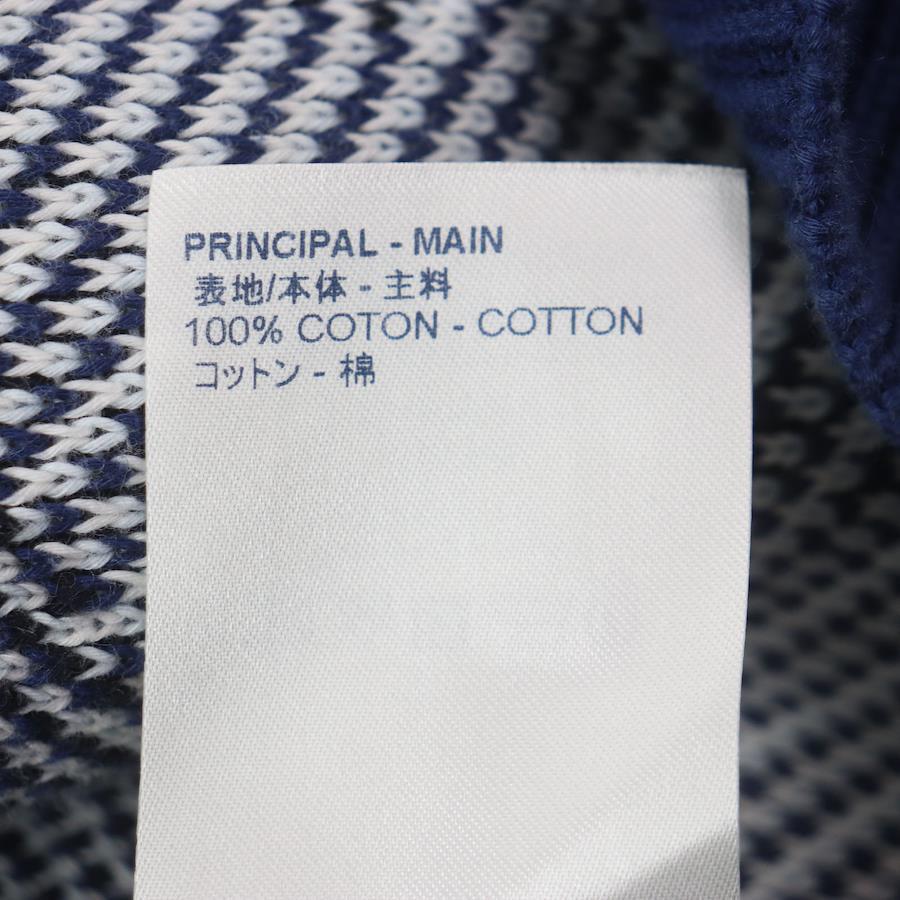 PRINCIPAL - MAIN
表地/本体 - 主料
100% COTON - COTTON
コットン - 棉